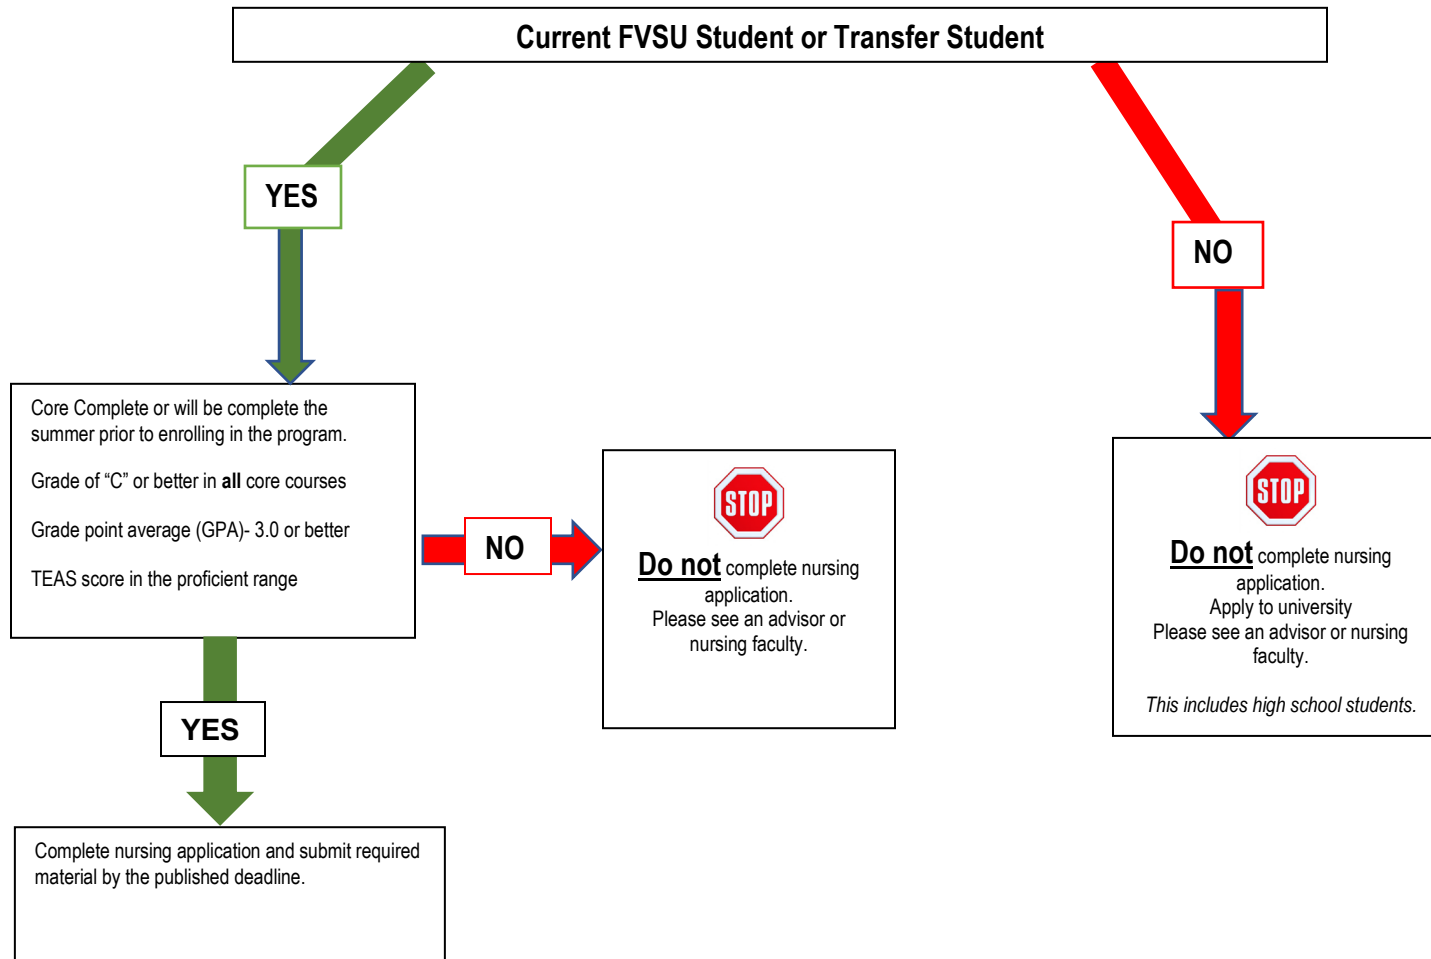 Current FVSU Student or Transfer Student
YES
NO
Core Complete or will be complete the
summer prior to enrolling in the program.
Grade of “C” or better in all core courses
Grade point average (GPA)- 3.0 or better
TEAS score in the proficient range
NO
STOP
Do not complete nursing
application.
Please see an advisor or
nursing faculty.
STOP
Do not complete nursing
application.
Apply to university
Please see an advisor or nursing
faculty.
This includes high school students.
YES
Complete nursing application and submit required
material by the published deadline.